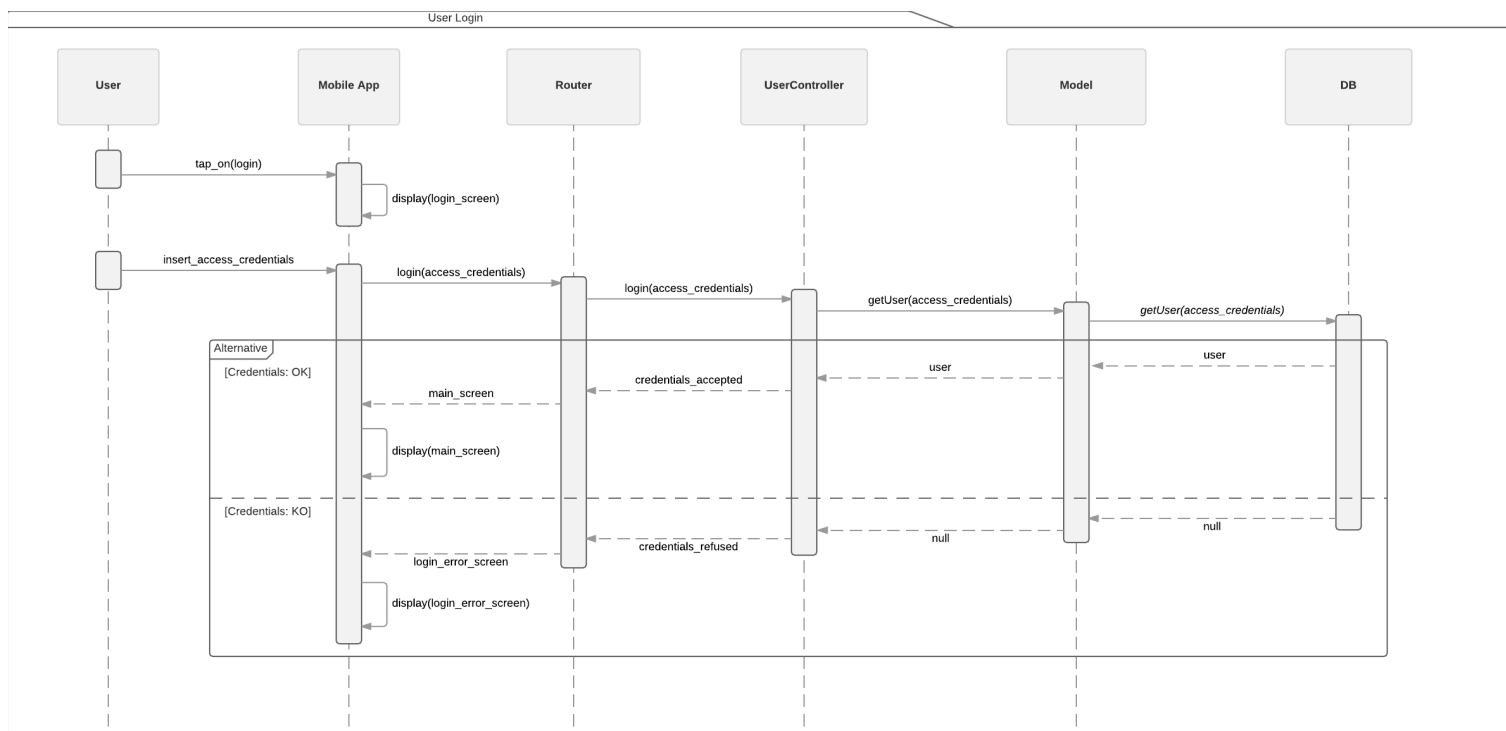 User Login
User
Mobile App
Router
UserController
Model
DB
tap_on(login)
display(login_screen)
insert_access_credentials
login(access_credentials)
login(access_credentials)
getUser(access_credentials)
getUser(access_credentials)
Alternative
[Credentials: OK]
user
user
credentials_accepted
main_screen
display(main_screen)
[Credentials: KO]
null
null
credentials_refused
login_error_screen
display(login_error_screen)